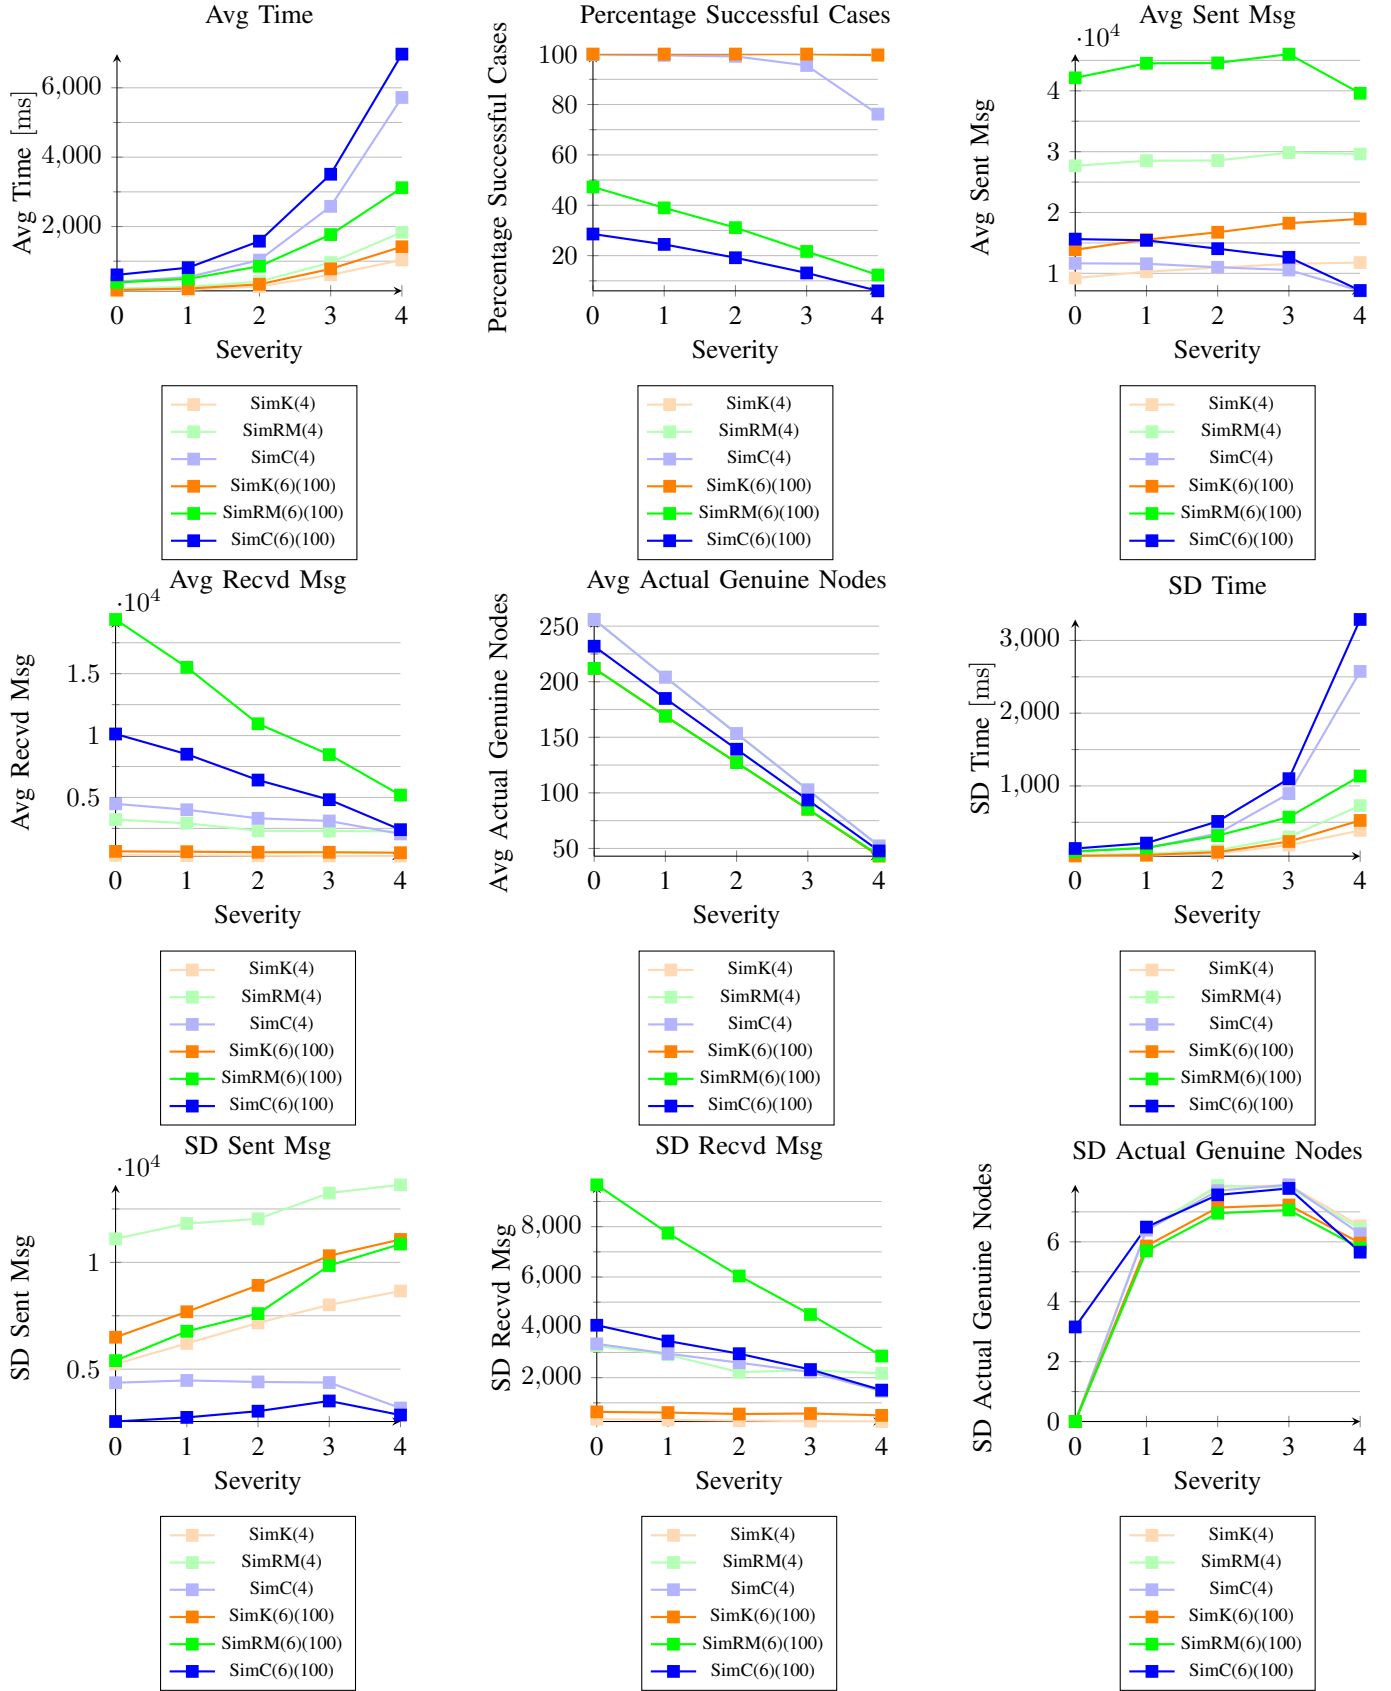 Avg Time
Avg Time [ms]
6,000
4,000
2,000
0 1 2 3 4
Severity
SimK(4)
SimRM(4)
SimC(4)
SimK(6)(100)
SimRM(6)(100)
SimC(6)(100)
Percentage Successful Cases
Percentage Successful Cases
100
80
60
40
20
0 1 2 3 4
Severity
SimK(4)
SimRM(4)
SimC(4)
SimK(6)(100)
SimRM(6)(100)
SimC(6)(100)
Avg Sent Msg
·10^4
Avg Sent Msg
4
3
2
1
0 1 2 3 4
Severity
SimK(4)
SimRM(4)
SimC(4)
SimK(6)(100)
SimRM(6)(100)
SimC(6)(100)
Avg Recvd Msg
·10^4
Avg Recvd Msg
1.5
1
0.5
0 1 2 3 4
Severity
SimK(4)
SimRM(4)
SimC(4)
SimK(6)(100)
SimRM(6)(100)
SimC(6)(100)
Avg Actual Genuine Nodes
Avg Actual Genuine Nodes
250
200
150
100
50
0 1 2 3 4
Severity
SimK(4)
SimRM(4)
SimC(4)
SimK(6)(100)
SimRM(6)(100)
SimC(6)(100)
SD Time
SD Time [ms]
3,000
2,000
1,000
0 1 2 3 4
Severity
SimK(4)
SimRM(4)
SimC(4)
SimK(6)(100)
SimRM(6)(100)
SimC(6)(100)
SD Sent Msg
·10^4
SD Sent Msg
1
0.5
0 1 2 3 4
Severity
SimK(4)
SimRM(4)
SimC(4)
SimK(6)(100)
SimRM(6)(100)
SimC(6)(100)
SD Recvd Msg
SD Recvd Msg
8,000
6,000
4,000
2,000
0 1 2 3 4
Severity
SimK(4)
SimRM(4)
SimC(4)
SimK(6)(100)
SimRM(6)(100)
SimC(6)(100)
SD Actual Genuine Nodes
SD Actual Genuine Nodes
6
4
2
0
0 1 2 3 4
Severity
SimK(4)
SimRM(4)
SimC(4)
SimK(6)(100)
SimRM(6)(100)
SimC(6)(100)